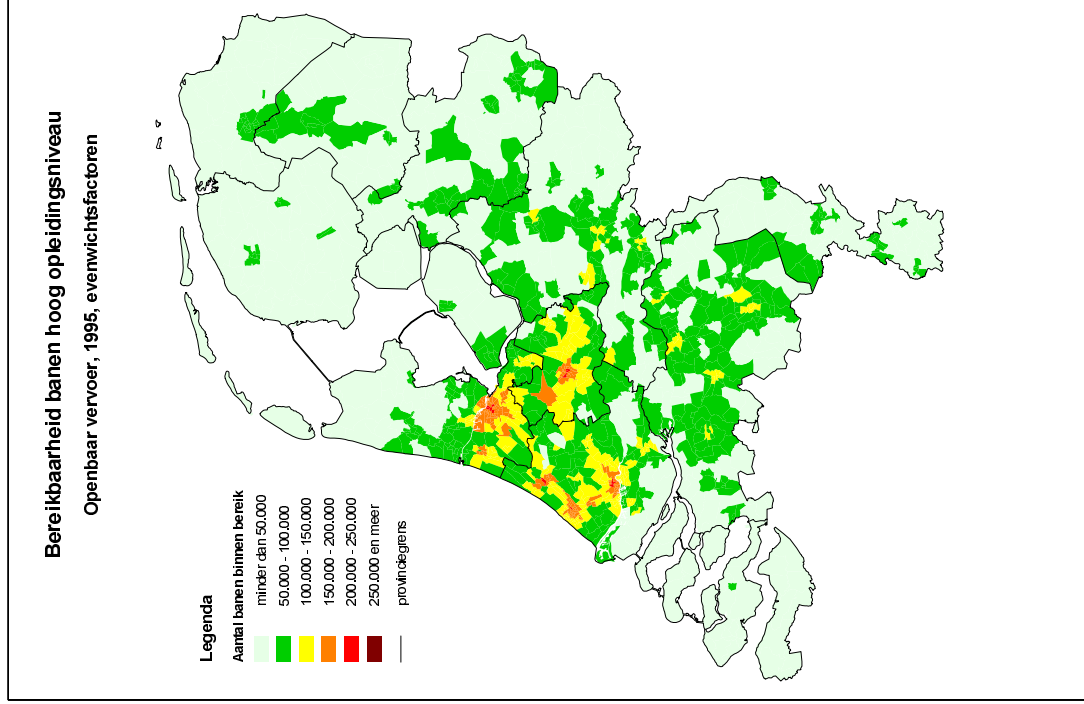 Bereikbaarheid banen hoog opleidingsniveau
Openbaar vervoer, 1995, evenwichtsfactoren
Legenda
Aantal banen binnen bereik
minder dan 50.000
50.000 - 100.000
100.000 - 150.000
150.000 - 200.000
200.000 - 250.000
250.000 en meer
provinciegrens